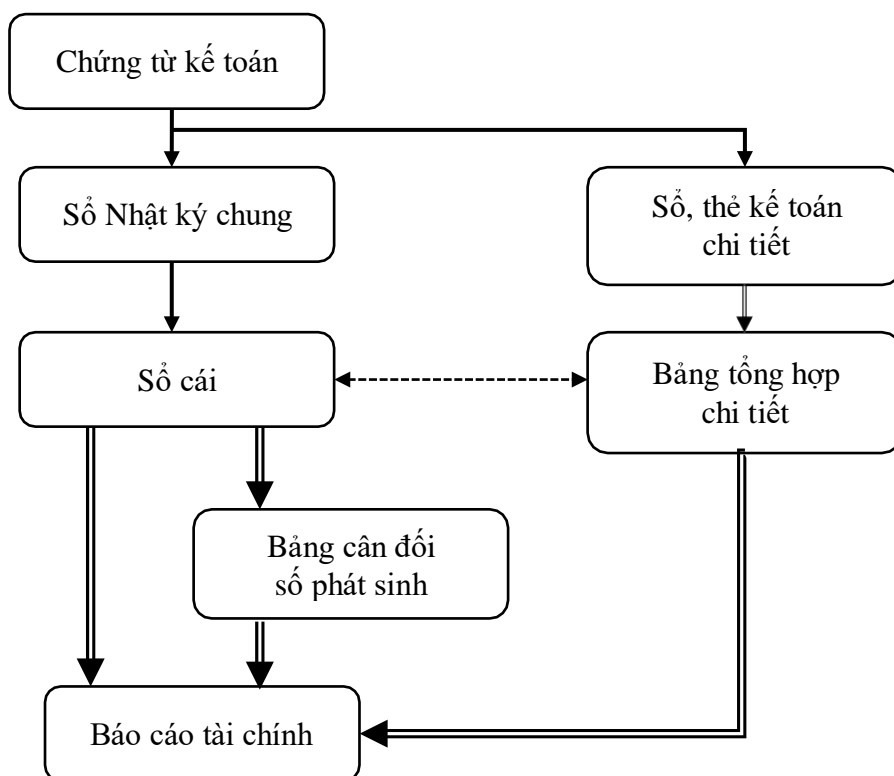 Chứng từ kế toán
Sổ Nhật ký chung
Sổ, thẻ kế toán
chi tiết
Sổ cái
Bảng tổng hợp
chi tiết
Bảng cân đối
số phát sinh
Báo cáo tài chính